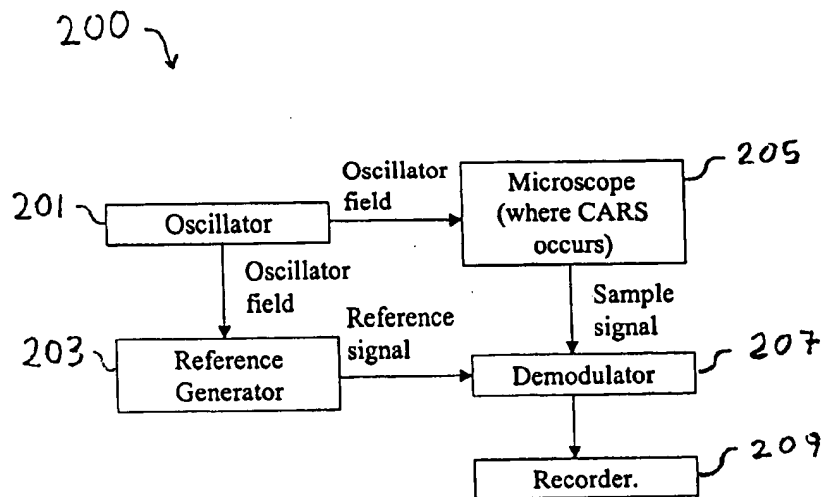 200
Oscillator
field
Microscope
(where CARS
occurs)
205
201
Oscillator
Oscillator
field
Sample
signal
203
Reference
Generator
Reference
signal
Demodulator
207
Recorder.
209